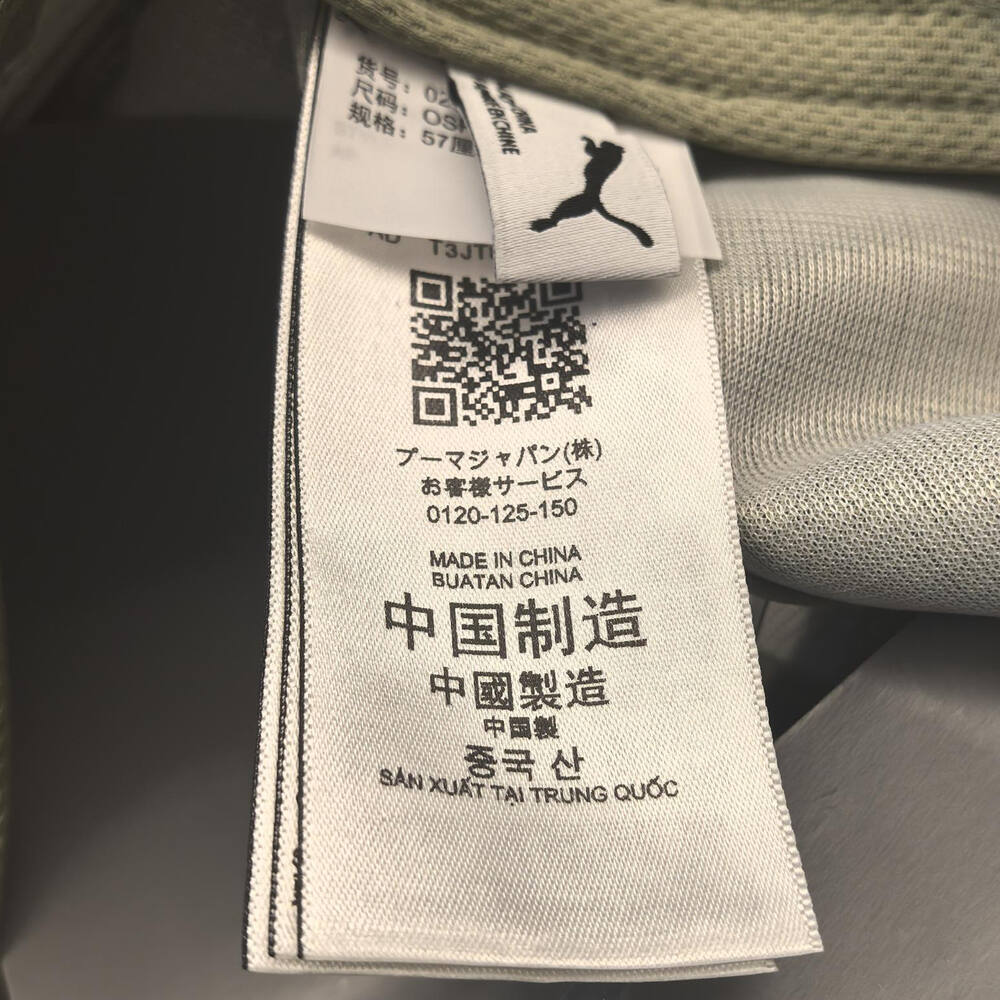 货号：02
尺码：OS
规格：57厘
CHINE
T3JT
プーマジャパン(株)
お客様サービス
0120-125-150
MADE IN CHINA
BUATAN CHINA
中国制造
中國製造
中国製
중국 산
SẢN XUẤT TẠI TRUNG QUỐC